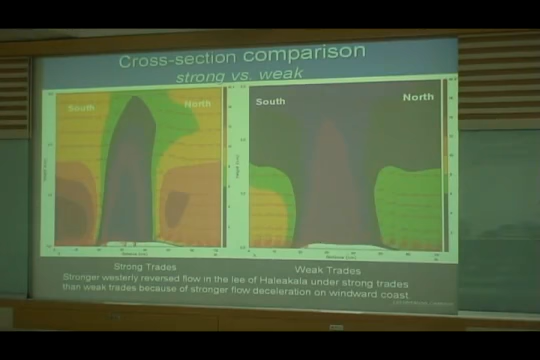 Cross-section comparison
strong vs. weak
South
North
South
North
Strong Trades
Weak Trades
Stronger westerly reversed flow in the lee of Haleakala under strong trades
than weak trades because of stronger flow deceleration on windward coast